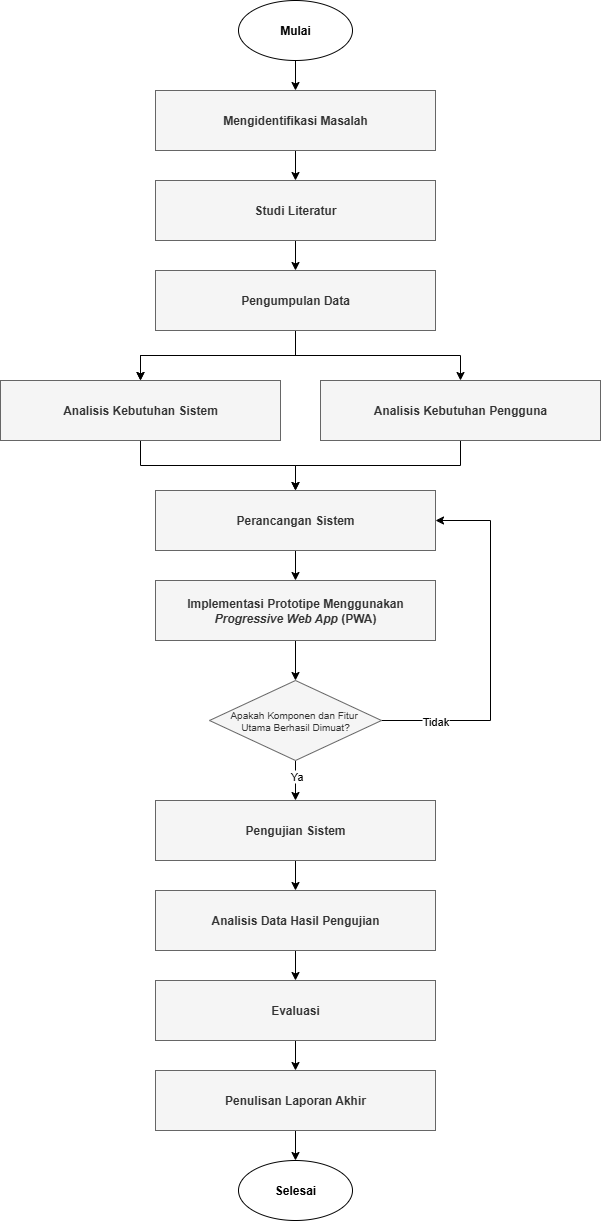 Mulai
Mengidentifikasi Masalah
Studi Literatur
Pengumpulan Data
Analisis Kebutuhan Sistem
Analisis Kebutuhan Pengguna
Perancangan Sistem
Implementasi Prototipe Menggunakan
Progressive Web App (PWA)
Apakah Komponen dan Fitur
Utama Berhasil Dimuat?
Tidak
Ya
Pengujian Sistem
Analisis Data Hasil Pengujian
Evaluasi
Penulisan Laporan Akhir
Selesai